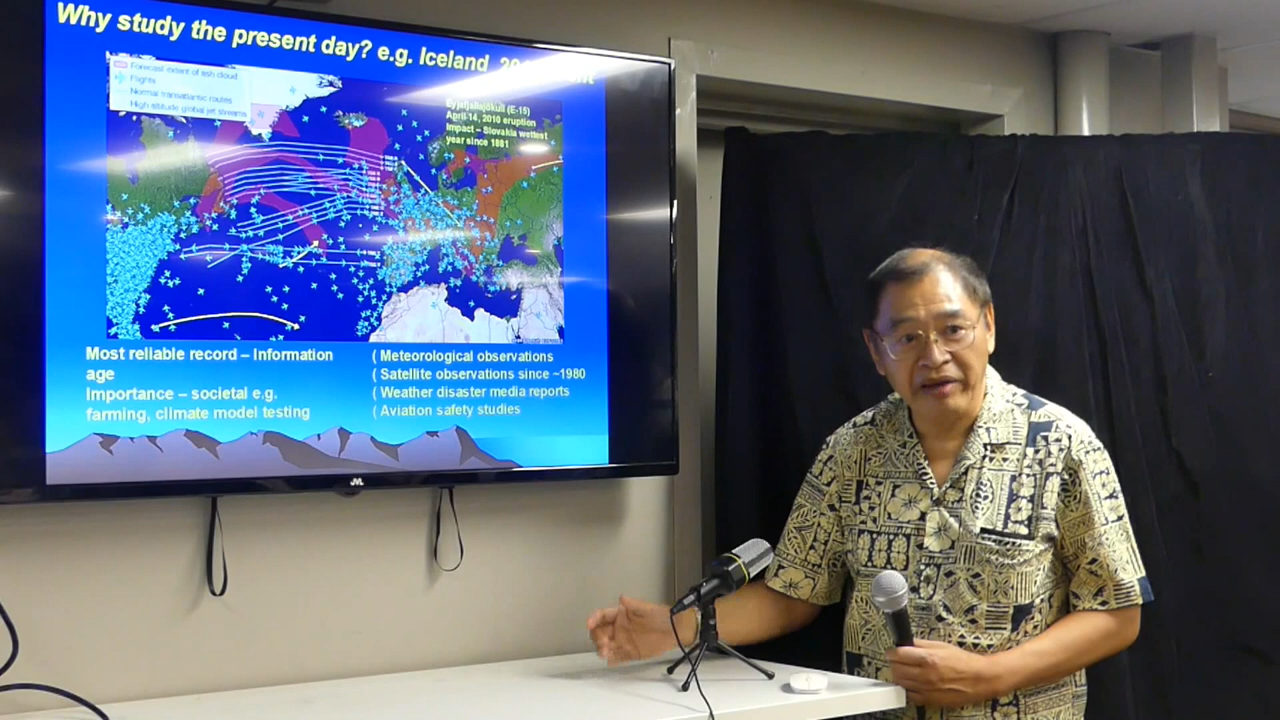 Why study the present day? e.g. Iceland
Forecast extent of ash cloud
Flights
Normal transatlantic routes
High altitude global jet streams
(E-15)
April 14, 2010 eruption
Impact – Slovakia wettest
year since 1881
Most reliable record – Information
age
Importance – societal e.g.
farming, climate model testing
( Meteorological observations
( Satellite observations since ~1980
( Weather disaster media reports
( Aviation safety studies